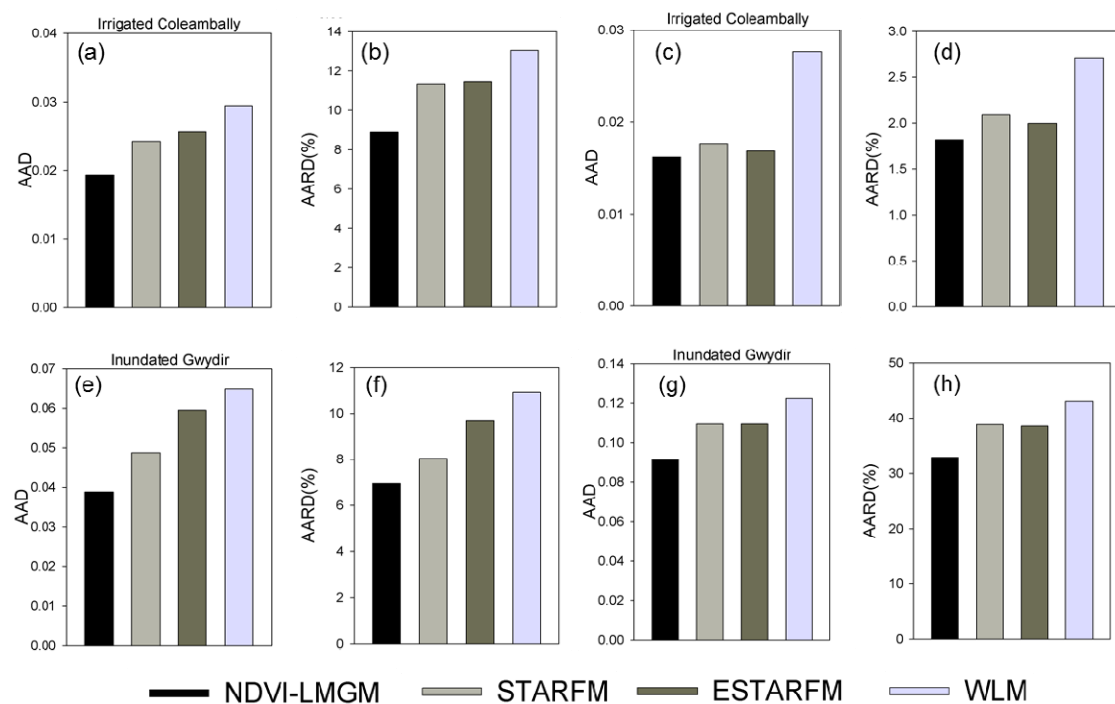 Irrigated Coleambally
(a)
0.04
0.03
0.02
0.01
0.00
AAD
(b)
14
12
10
8
6
4
2
0
AARD(%)
Irrigated Coleambally
(c)
0.03
0.02
0.01
0.00
AAD
(d)
3.0
2.5
2.0
1.5
1.0
0.5
0.0
AARD(%)
Inundated Gwydir
(e)
0.07
0.06
0.05
0.04
0.03
0.02
0.01
0.00
AAD
(f)
12
10
8
6
4
2
0
AARD(%)
Inundated Gwydir
(g)
0.14
0.12
0.10
0.08
0.06
0.04
0.02
0.00
AAD
(h)
50
40
30
20
10
0
AARD(%)
NDVI-LMGM STARFM ESTARFM WLM